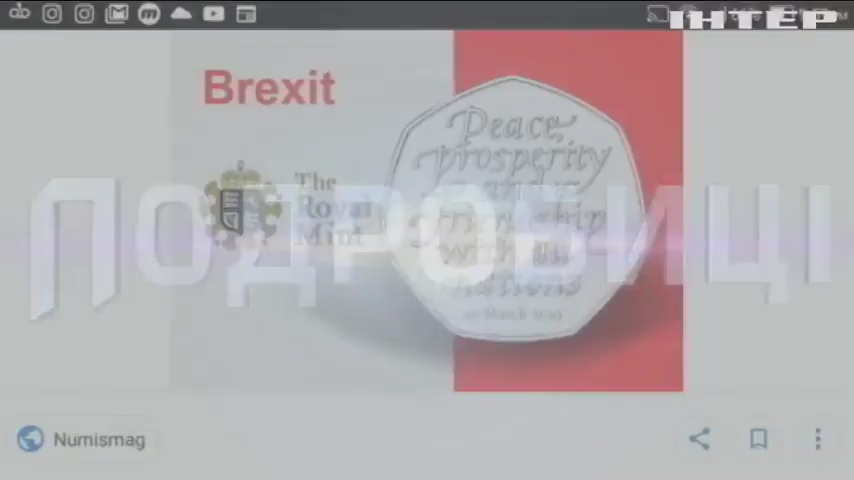 ІНТЕР
Brexit
The
Royal
Mint
Peace,
prosperity
and
friendship
with all
nations
ПОДРОБИЦІ
Numismag